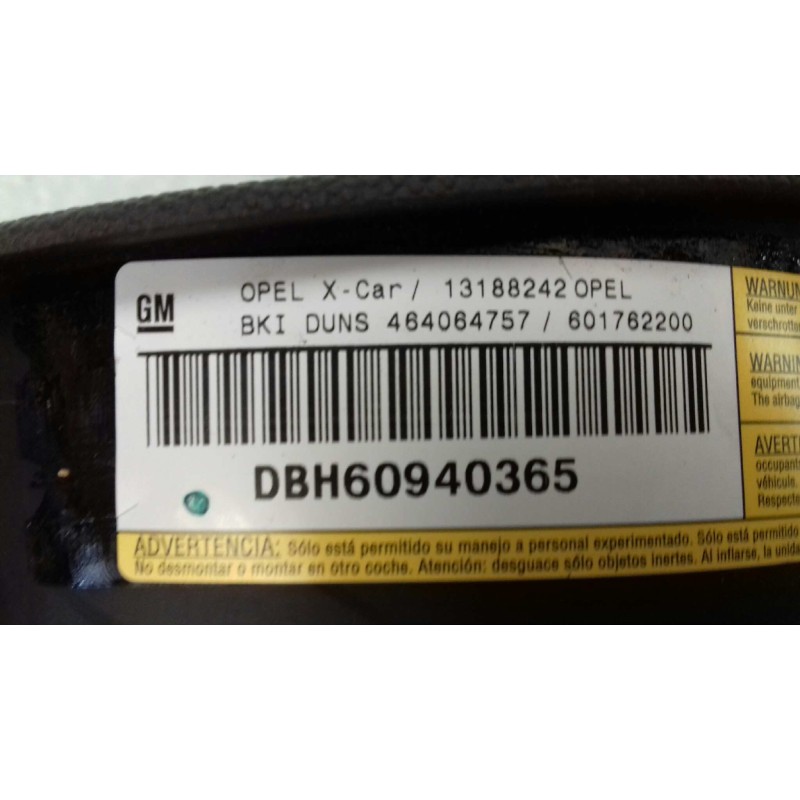 GM
OPEL X-Car/ 13188242 OPEL
BKI DUNS 464064757 / 601762200
DBH60940365
ADVERTENCIA: Sólo está permitido su manejo a personal experimentado. Sólo está permitido
No desmontar o montar en otro coche. Atención: desguace sólo objetos inertes. Al inflarse, la unida
WARNUN
Keine unter
verschrotten
WARNIN
equipment
The airbag
AVERT
occupants
véhicule.
Respecte